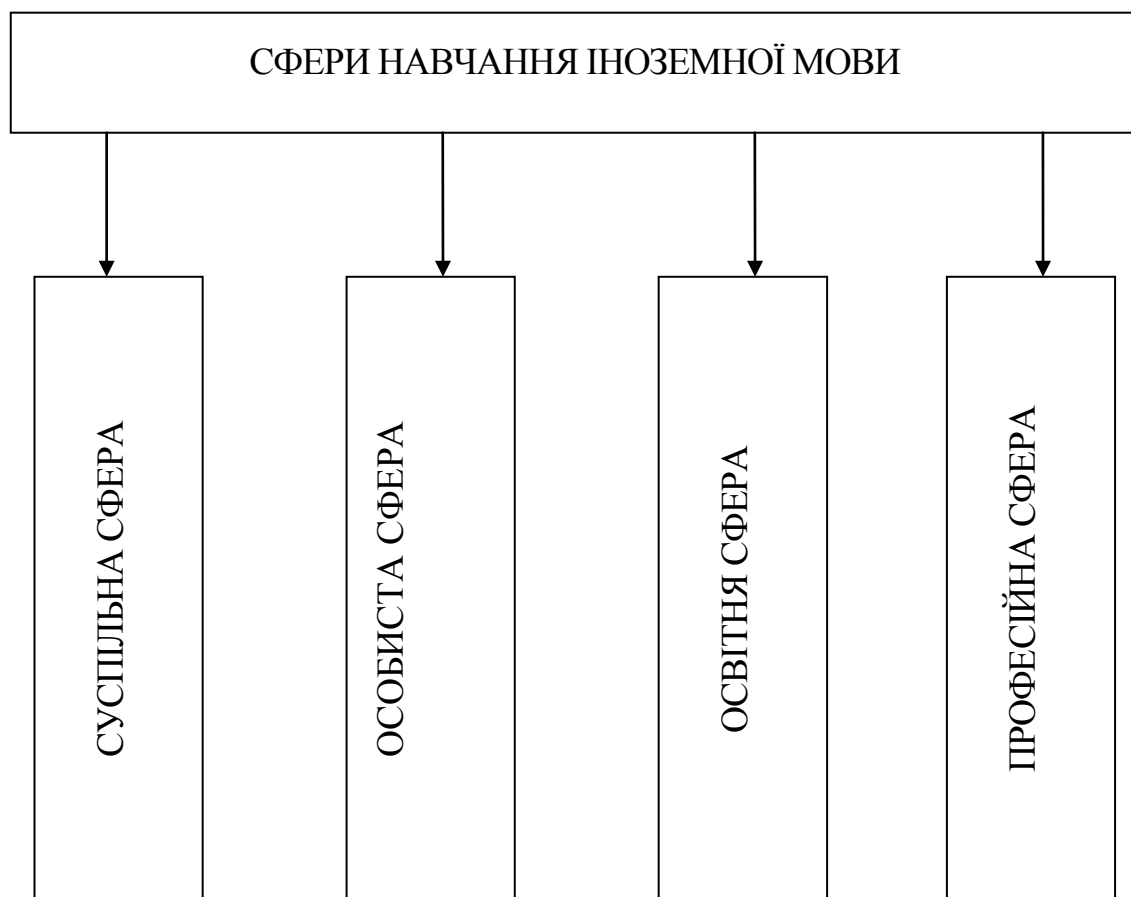 СФЕРИ НАВЧАННЯ ІНОЗЕМНОЇ МОВИ
СУСПІЛЬНА СФЕРА
ОСОБИСТА СФЕРА
ОСВІТНЯ СФЕРА
ПРОФЕСІЙНА СФЕРА